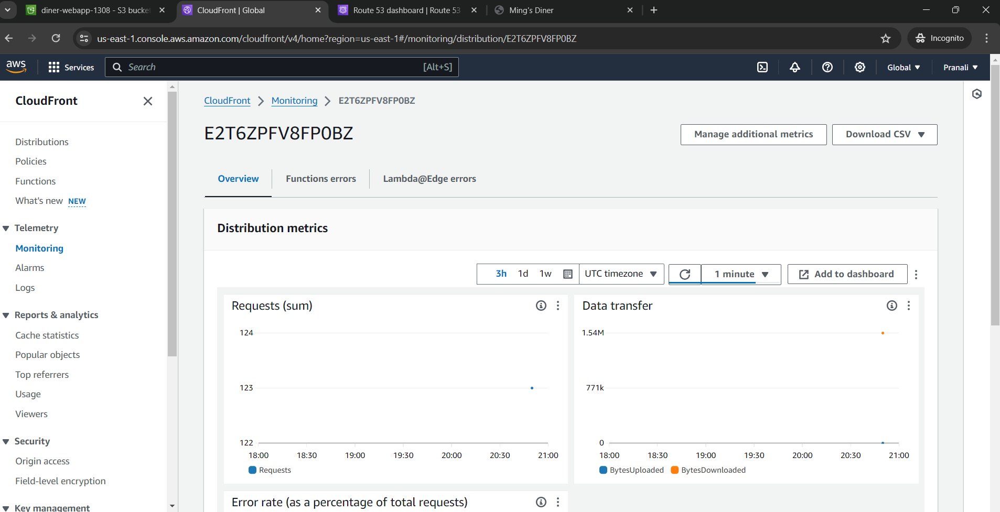 diner-webapp-1308 - S3 bucket
CloudFront | Global
Route 53 dashboard | Route 53
Ming's Diner
us-east-1.console.aws.amazon.com/cloudfront/v4/home?region=us-east-1#/monitoring/distribution/E2T6ZPFV8FP0BZ
Incognito
aws
Services
Search
[Alt+S]
Global
Pranali
CloudFront
Distributions
Policies
Functions
What's new NEW
Telemetry
Monitoring
Alarms
Logs
Reports & analytics
Cache statistics
Popular objects
Top referrers
Usage
Viewers
Security
Origin access
Field-level encryption
Key management
CloudFront > Monitoring > E2T6ZPFV8FP0BZ
E2T6ZPFV8FP0BZ
Manage additional metrics
Download CSV
Overview
Functions errors
Lambda@Edge errors
Distribution metrics
3h 1d 1w
UTC timezone
1 minute
Add to dashboard
Requests (sum)
124
123
122
18:00 18:30 19:00 19:30 20:00 20:30 21:00
Requests
Data transfer
1.54M
771k
0
18:00 18:30 19:00 19:30 20:00 20:30 21:00
BytesUploaded BytesDownloaded
Error rate (as a percentage of total requests)